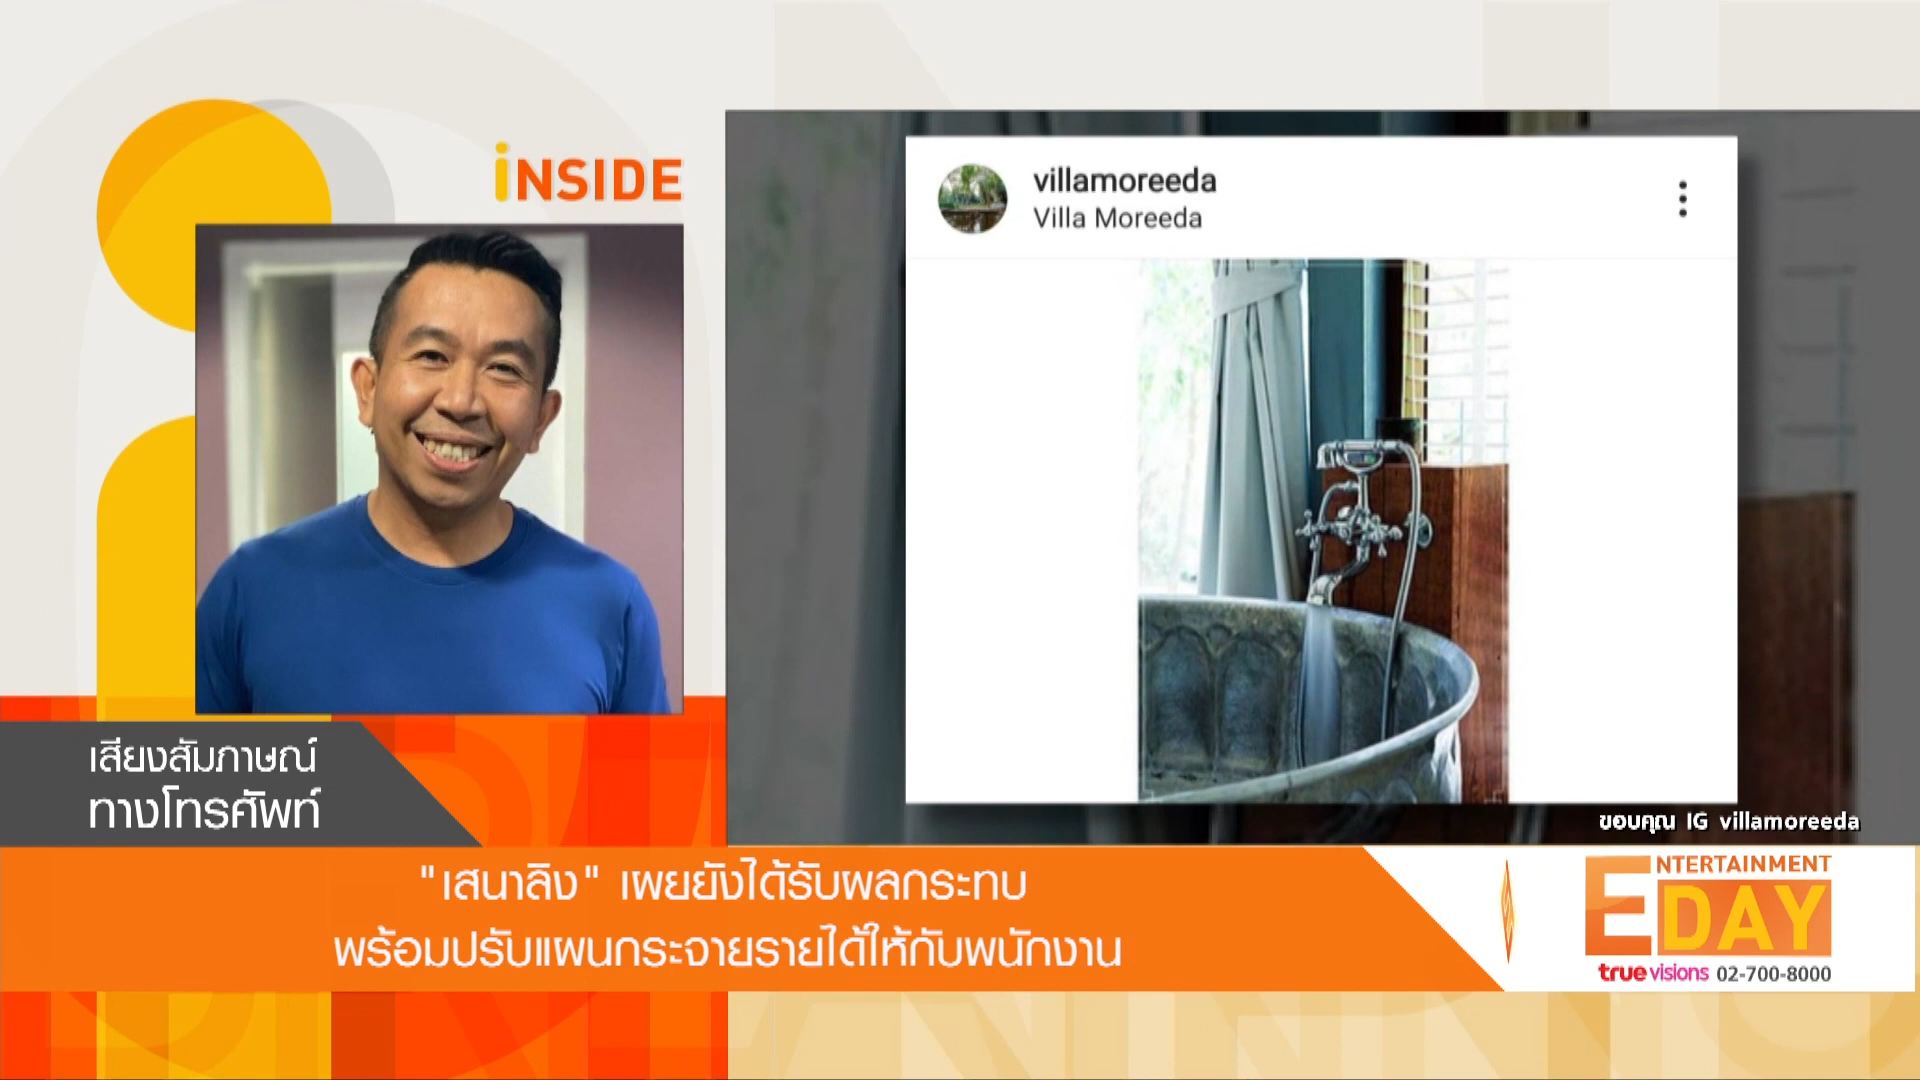 iNSIDE
villamoreeda
Villa Moreeda
เสียงสัมภาษณ์
ทางโทรศัพท์
ขอบคุณ IG villamoreeda
"เสนาลิง" เผยยังได้รับผลกระทบ
พร้อมปรับแผนกระจายรายได้ให้กับพนักงาน
ENTERTAINMENT
DAY
truevisions 02-700-8000